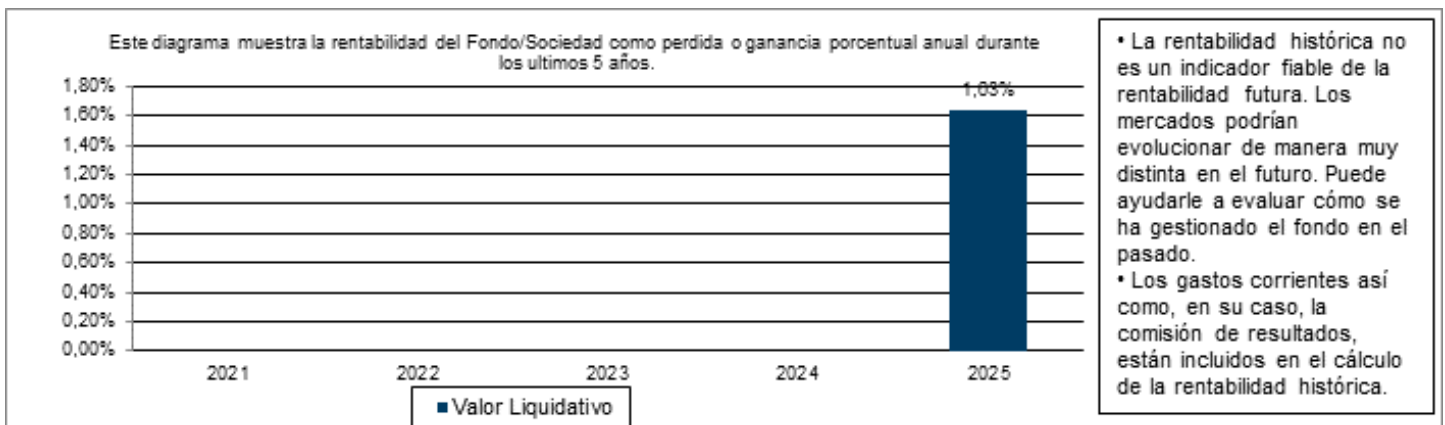 Este diagrama muestra la rentabilidad del Fondo/Sociedad como perdida o ganancia porcentual anual durante
los ultimos 5 años.
1,80%
1,60%
1,40%
1,20%
1,00%
0,80%
0,60%
0,40%
0,20%
0,00%
1,63%
2021 2022 2023 2024 2025
Valor Liquidativo
• La rentabilidad histórica no
es un indicador fiable de la
rentabilidad futura. Los
mercados podrían
evolucionar de manera muy
distinta en el futuro. Puede
ayudarle a evaluar cómo se
ha gestionado el fondo en el
pasado.
• Los gastos corrientes así
como, en su caso, la
comisión de resultados,
están incluidos en el cálculo
de la rentabilidad histórica.